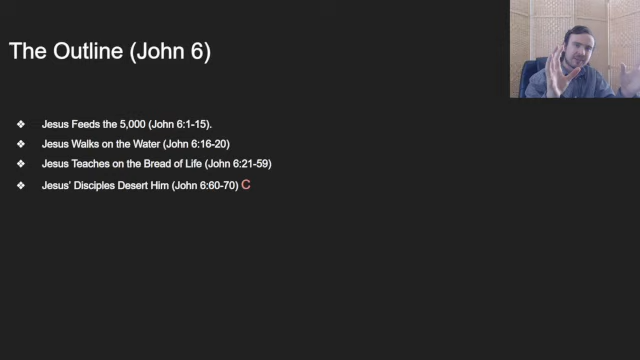 The Outline (John 6)
❖ Jesus Feeds the 5,000 (John 6:1-15).
❖ Jesus Walks on the Water (John 6:16-20)
❖ Jesus Teaches on the Bread of Life (John 6:21-59)
❖ Jesus' Disciples Desert Him (John 6:60-70) C